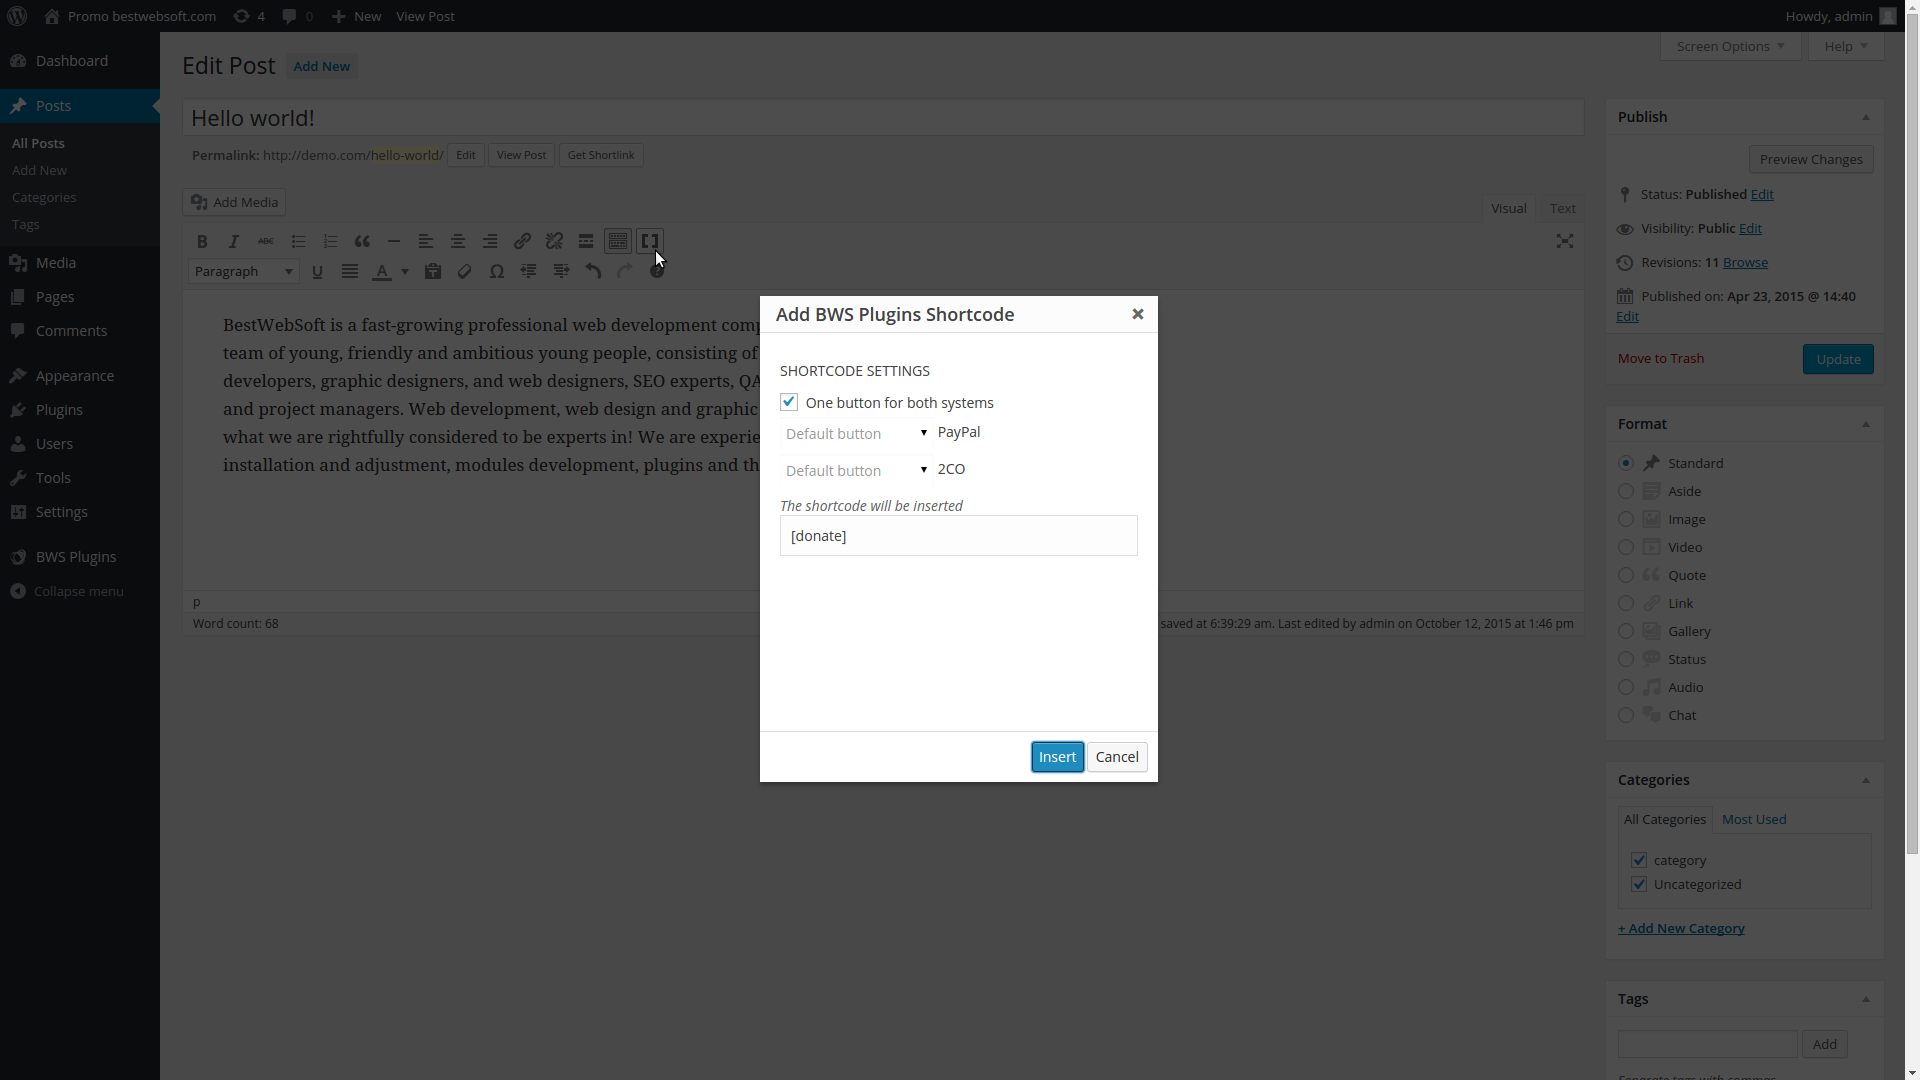 Promo bestwebsoft.com 4 0 New View Post Howdy, admin
Dashboard
Posts
All Posts
Add New
Categories
Tags
Media
Pages
Comments
Appearance
Plugins
Users
Tools
Settings
BWS Plugins
Collapse menu
Screen Options Help
Edit Post Add New
Hello world!
Permalink: http://demo.com/hello-world/ Edit View Post Get Shortlink
Add Media Visual Text
B I ABC
Paragraph U A Ω
BestWebSoft is a fast-growing professional web development
team of young, friendly and ambitious young people, consisting of
developers, graphic designers, and web designers, SEO experts, QA
and project managers. Web development, web design and graphic
what we are rightfully considered to be experts in! We are
installation and adjustment, modules development, plugins and
p
Word count: 68 saved at 6:39:29 am. Last edited by admin on October 12, 2015 at 1:46 pm
Add BWS Plugins Shortcode
SHORTCODE SETTINGS
One button for both systems
Default button PayPal
Default button 2CO
The shortcode will be inserted
[donate]
Insert Cancel
Publish
Preview Changes
Status: Published Edit
Visibility: Public Edit
Revisions: 11 Browse
Published on: Apr 23, 2015 @ 14:40
Edit
Move to Trash Update
Format
Standard
Aside
Image
Video
Quote
Link
Gallery
Status
Audio
Chat
Categories
All Categories Most Used
category
Uncategorized
+ Add New Category
Tags
Add
Separate tags with commas